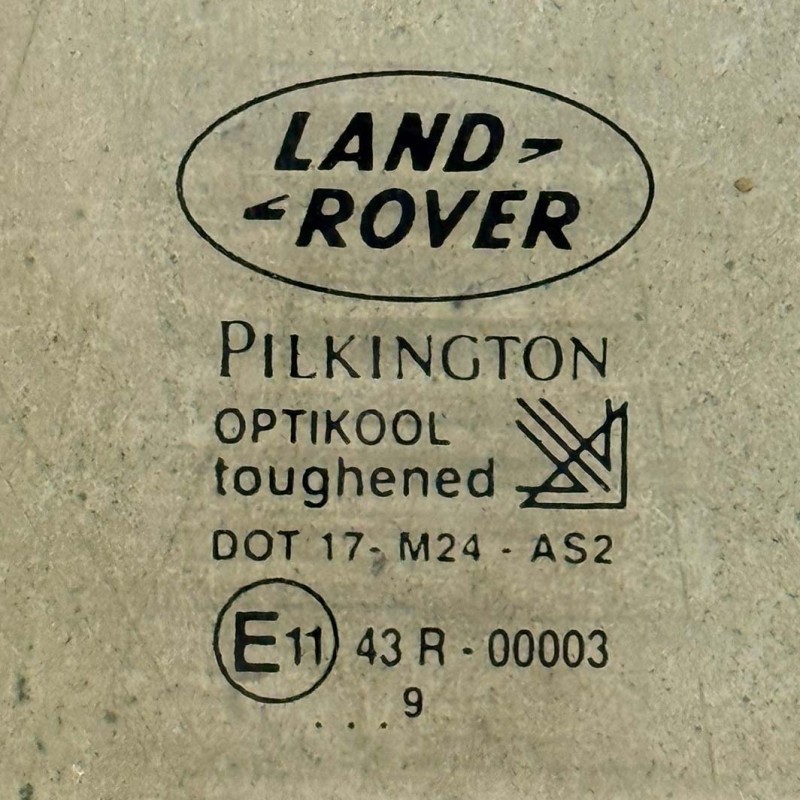 LAND
ROVER
PILKINGTON
OPTIKOOL
toughened
DOT 17- M24 - AS2
E11 43 R - 00003
. . . 9